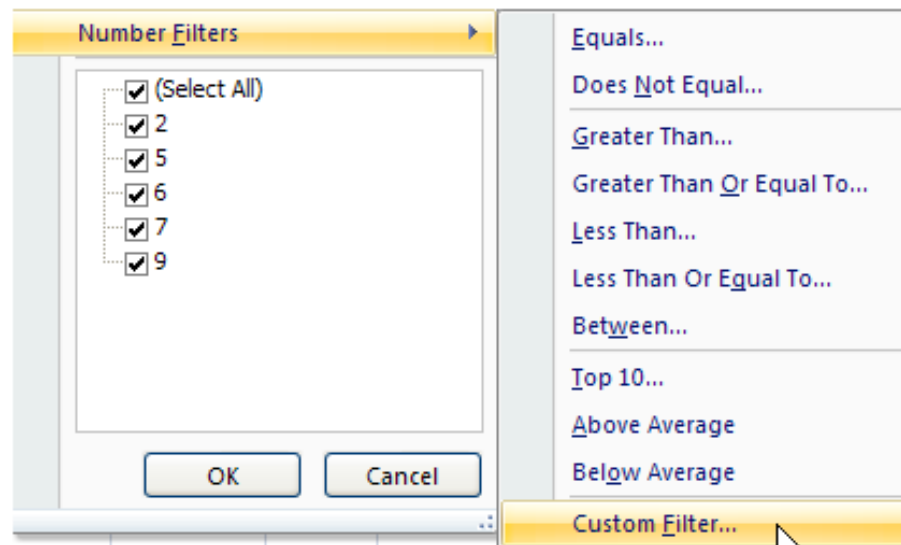 Number Filters
(Select All)
2
5
6
7
9
OK
Cancel
Equals...
Does Not Equal...
Greater Than...
Greater Than Or Equal To...
Less Than...
Less Than Or Equal To...
Between...
Top 10...
Above Average
Below Average
Custom Filter...